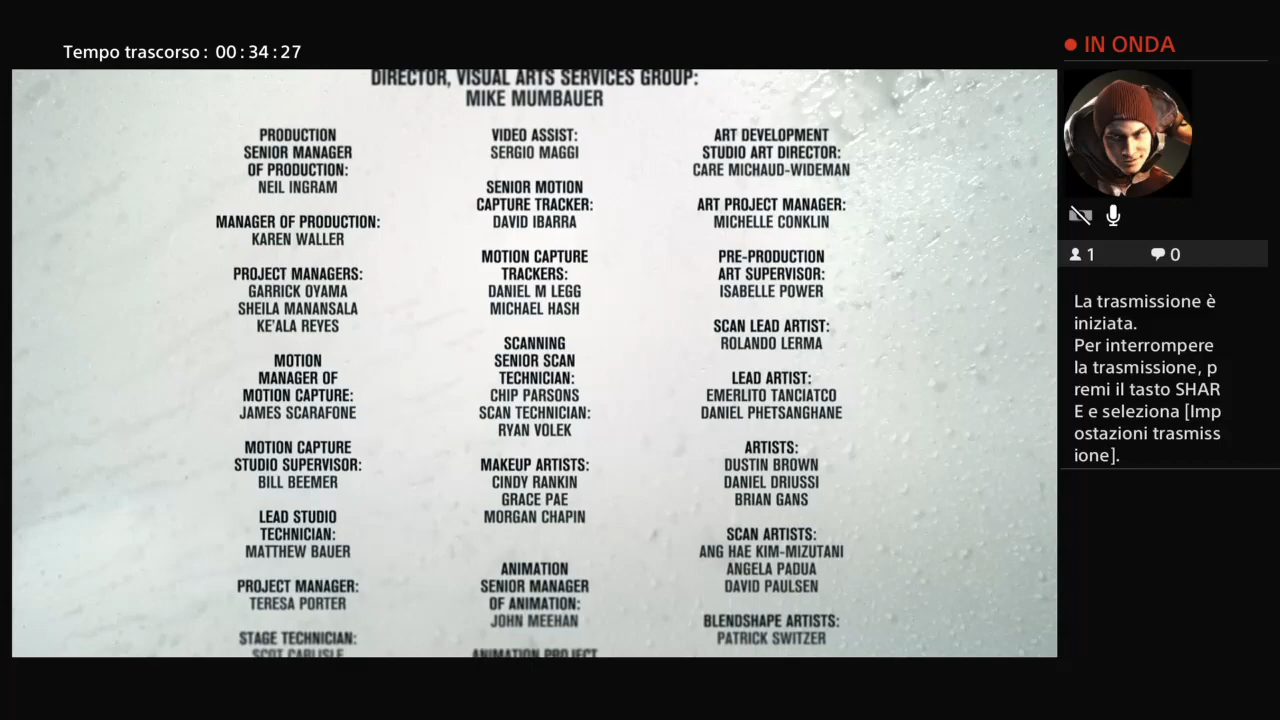 Tempo trascorso : 00:34:27
IN ONDA
DIRECTOR, VISUAL ARTS SERVICES GROUP:
MIKE MUMBAUER
PRODUCTION
SENIOR MANAGER
OF PRODUCTION:
NEIL INGRAM
MANAGER OF PRODUCTION:
KAREN WALLER
PROJECT MANAGERS:
GARRICK OYAMA
SHEILA MANANSALA
KE'ALA REYES
MOTION
MANAGER OF
MOTION CAPTURE:
JAMES SCARAFONE
MOTION CAPTURE
STUDIO SUPERVISOR:
BILL BEEMER
LEAD STUDIO
TECHNICIAN:
MATTHEW BAUER
PROJECT MANAGER:
TERESA PORTER
STAGE TECHNICIAN:
SCOT CARLISLE
VIDEO ASSIST:
SERGIO MAGGI
SENIOR MOTION
CAPTURE TRACKER:
DAVID IBARRA
MOTION CAPTURE
TRACKERS:
DANIEL M LEGG
MICHAEL HASH
SCANNING
SENIOR SCAN
TECHNICIAN:
CHIP PARSONS
SCAN TECHNICIAN:
RYAN VOLEK
MAKEUP ARTISTS:
CINDY RANKIN
GRACE PAE
MORGAN CHAPIN
ANIMATION
SENIOR MANAGER
OF ANIMATION:
JOHN MEEHAN
ANIMATION PROJECT
ART DEVELOPMENT
STUDIO ART DIRECTOR:
CARE MICHAUD-WIDEMAN
ART PROJECT MANAGER:
MICHELLE CONKLIN
PRE-PRODUCTION
ART SUPERVISOR:
ISABELLE POWER
SCAN LEAD ARTIST:
ROLANDO LERMA
LEAD ARTIST:
EMERLITO TANCIATCO
DANIEL PHETSANGHANE
ARTISTS:
DUSTIN BROWN
DANIEL DRIUSSI
BRIAN GANS
SCAN ARTISTS:
ANG HAE KIM-MIZUTANI
ANGELA PADUA
DAVID PAULSEN
BLENDSHAPE ARTISTS:
PATRICK SWITZER
1
0
La trasmissione è
iniziata.
Per interrompere
la trasmissione, p
remi il tasto SHAR
E e seleziona [Imp
ostazioni trasmiss
ione].